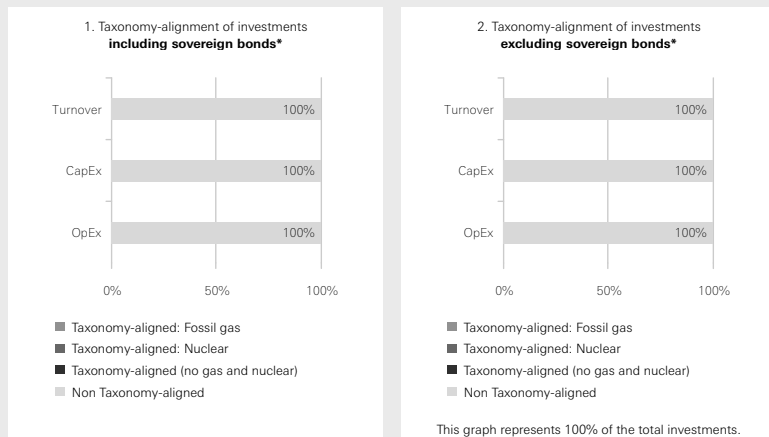 1. Taxonomy-alignment of investments
including sovereign bonds*
Turnover
100%
CapEx
100%
OpEx
100%
0%
50%
100%
Taxonomy-aligned: Fossil gas
Taxonomy-aligned: Nuclear
Taxonomy-aligned (no gas and nuclear)
Non Taxonomy-aligned
2. Taxonomy-alignment of investments
excluding sovereign bonds*
Turnover
100%
CapEx
100%
OpEx
100%
0%
50%
100%
Taxonomy-aligned: Fossil gas
Taxonomy-aligned: Nuclear
Taxonomy-aligned (no gas and nuclear)
Non Taxonomy-aligned
This graph represents 100% of the total investments.